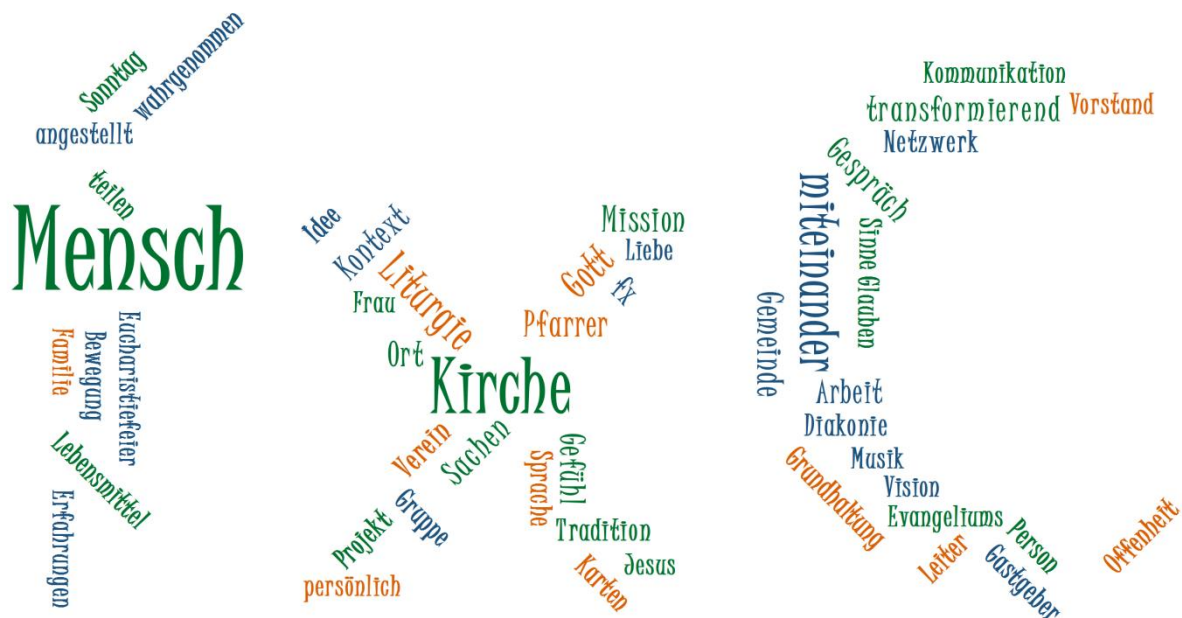 Sonntag
wahrgenommen
angestellt
teilen
Mensch
Eucharistiefeier
Bewegung
Familie
Lebensmittel
Erfahrungen
Idee
Kontext
Liturgie
Frau
Ort
Mission
Liebe
Gott
fx
Pfarrer
Kirche
Verein
Sachen
Gefühl
Sprache
Gruppe
Projekt
persönlich
Tradition
Jesus
Karten
Kommunikation
transformierend
Vorstand
Netzwerk
Gespräch
miteinander
Sinne Glauben
Gemeinde
Arbeit
Diakonie
Musik
Vision
Grundhaltung
Evangeliums
Leiter
Person
Gastgeber
Offenheit